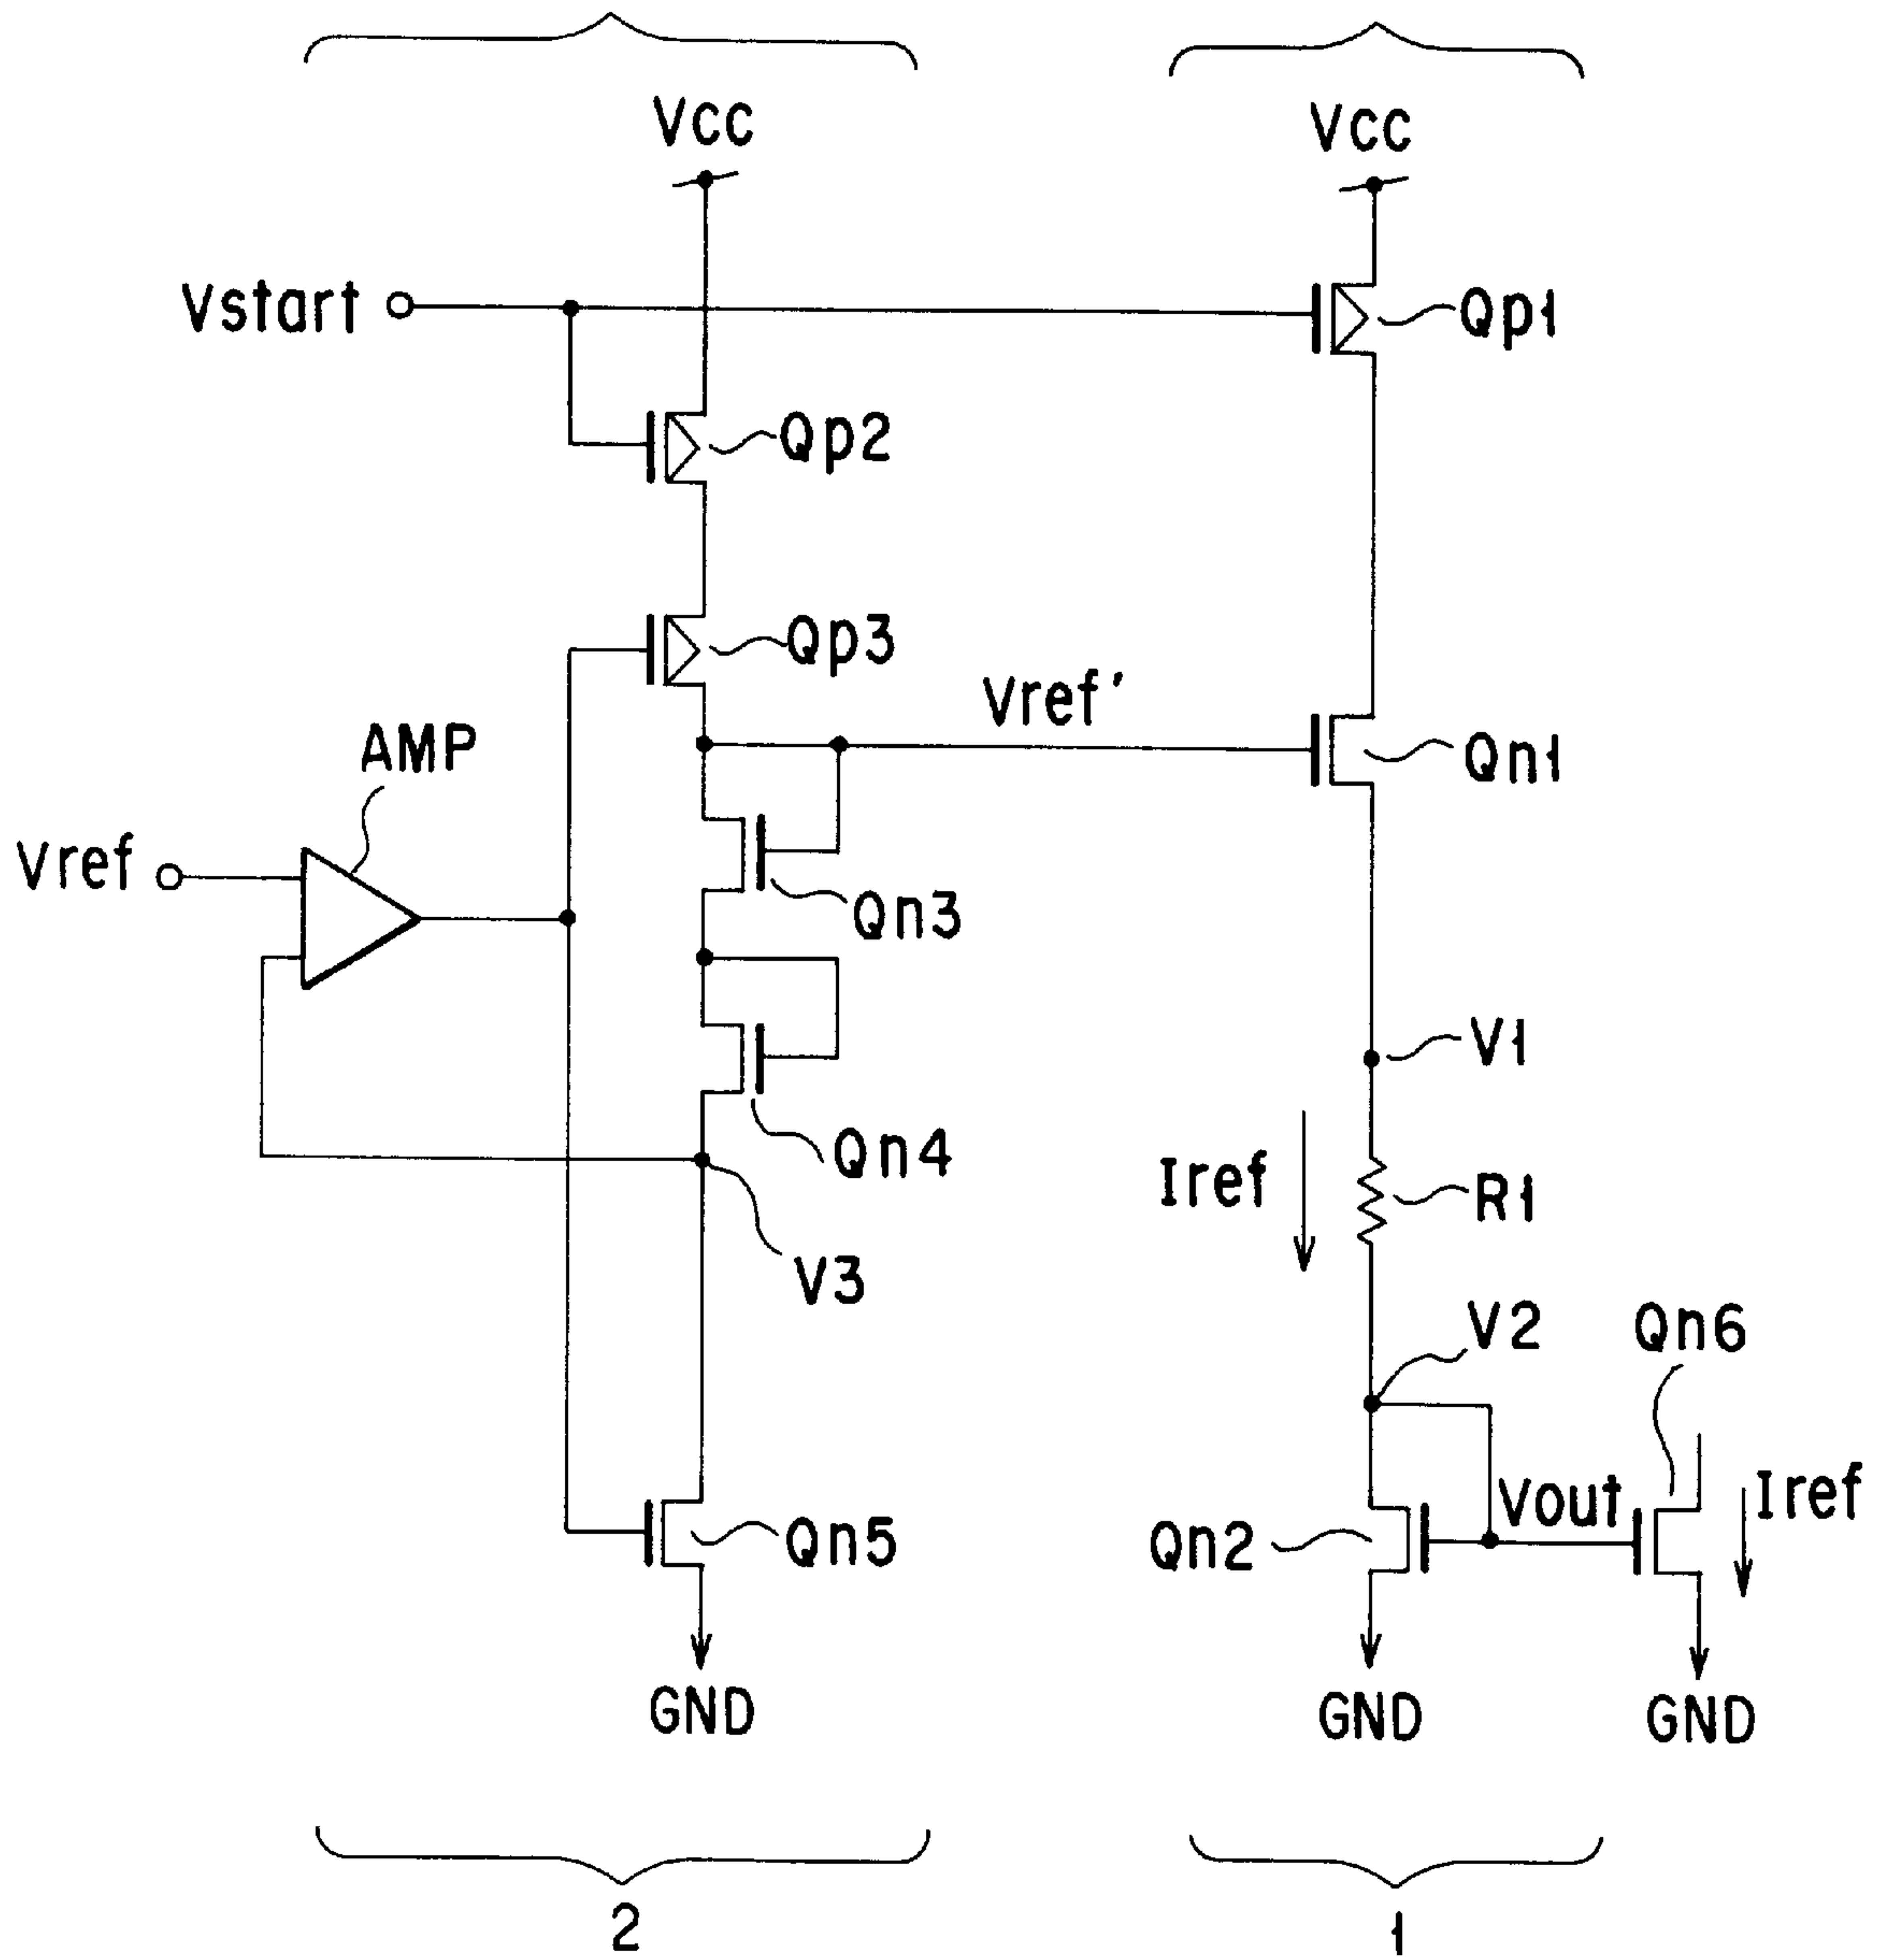 Vcc
Vcc
Vstart
Qp1
Qp2
Qp3
Vref'
AMP
Qn1
Vref
Qn3
V1
Qn4
Iref
R1
V3
V2
Qn6
Vout
Iref
Qn5
Qn2
GND
GND
GND
2
1